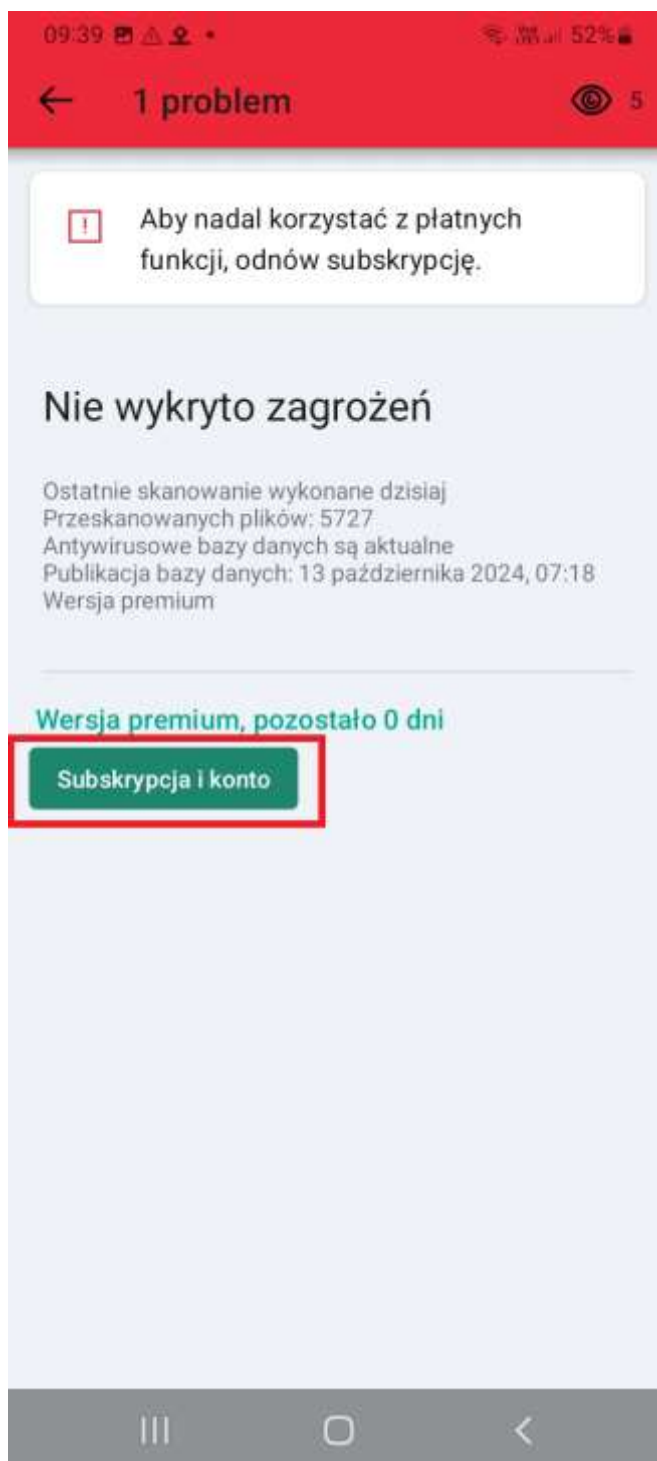 09:39 52%
1 problem 5
Aby nadal korzystać z płatnych
funkcji, odnów subskrypcję.
Nie wykryto zagrożeń
Ostatnie skanowanie wykonane dzisiaj
Przeskanowanych plików: 5727
Antywirusowe bazy danych są aktualne
Publikacja bazy danych: 13 października 2024, 07:18
Wersja premium
Wersja premium, pozostało 0 dni
Subskrypcja i konto